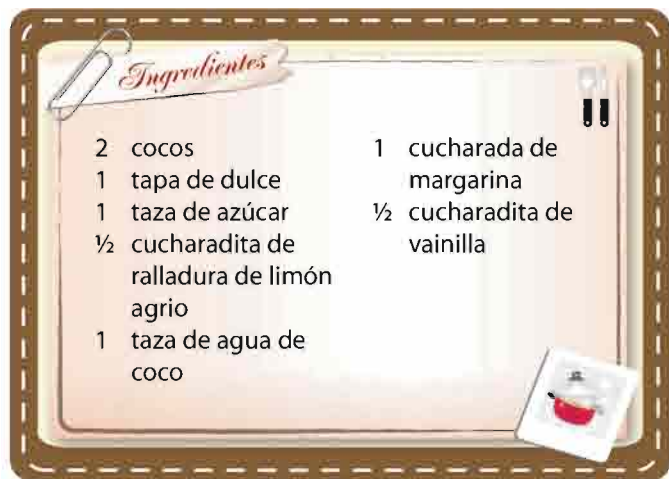 Ingredientes
2 cocos
1 tapa de dulce
1 taza de azúcar
½ cucharadita de
ralladura de limón
agrio
1 taza de agua de
coco
1 cucharada de
margarina
½ cucharadita de
vainilla